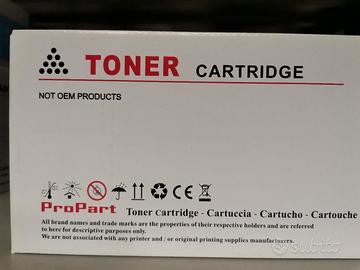 TONER CARTRIDGE
NOT OEM PRODUCTS
CE
ProPart Toner Cartridge - Cartuccia - Cartucho - Cartouche
All brand names and trade marks are the properties of their respective holders and are referred
to here for descriptive purposes only.
We are not associated with any printer and / or original printing supplies manufacturers.
subito